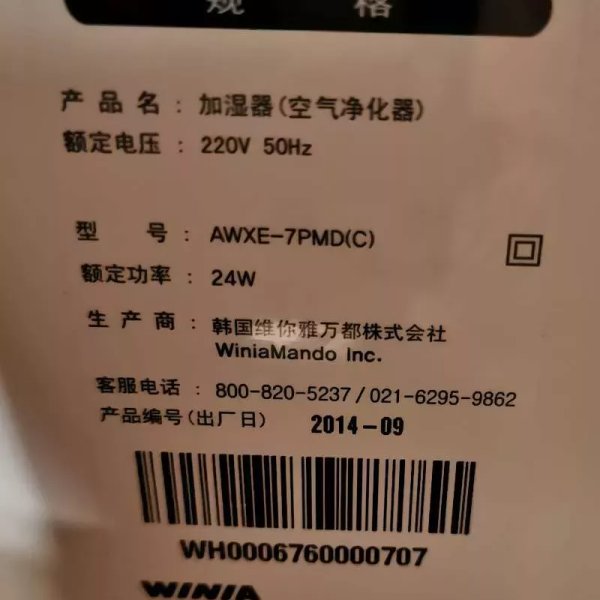 规 格
产 品 名 : 加湿器(空气净化器)
额定电压 : 220V 50Hz
型 号 : AWXE-7PMD(C)
额定功率 : 24W
生 产 商 : 韩国维你雅万都株式会社
WiniaMando Inc.
客服电话 : 800-820-5237 / 021-6295-9862
产品编号(出厂日) 2014-09
WH0006760000707
WINIA